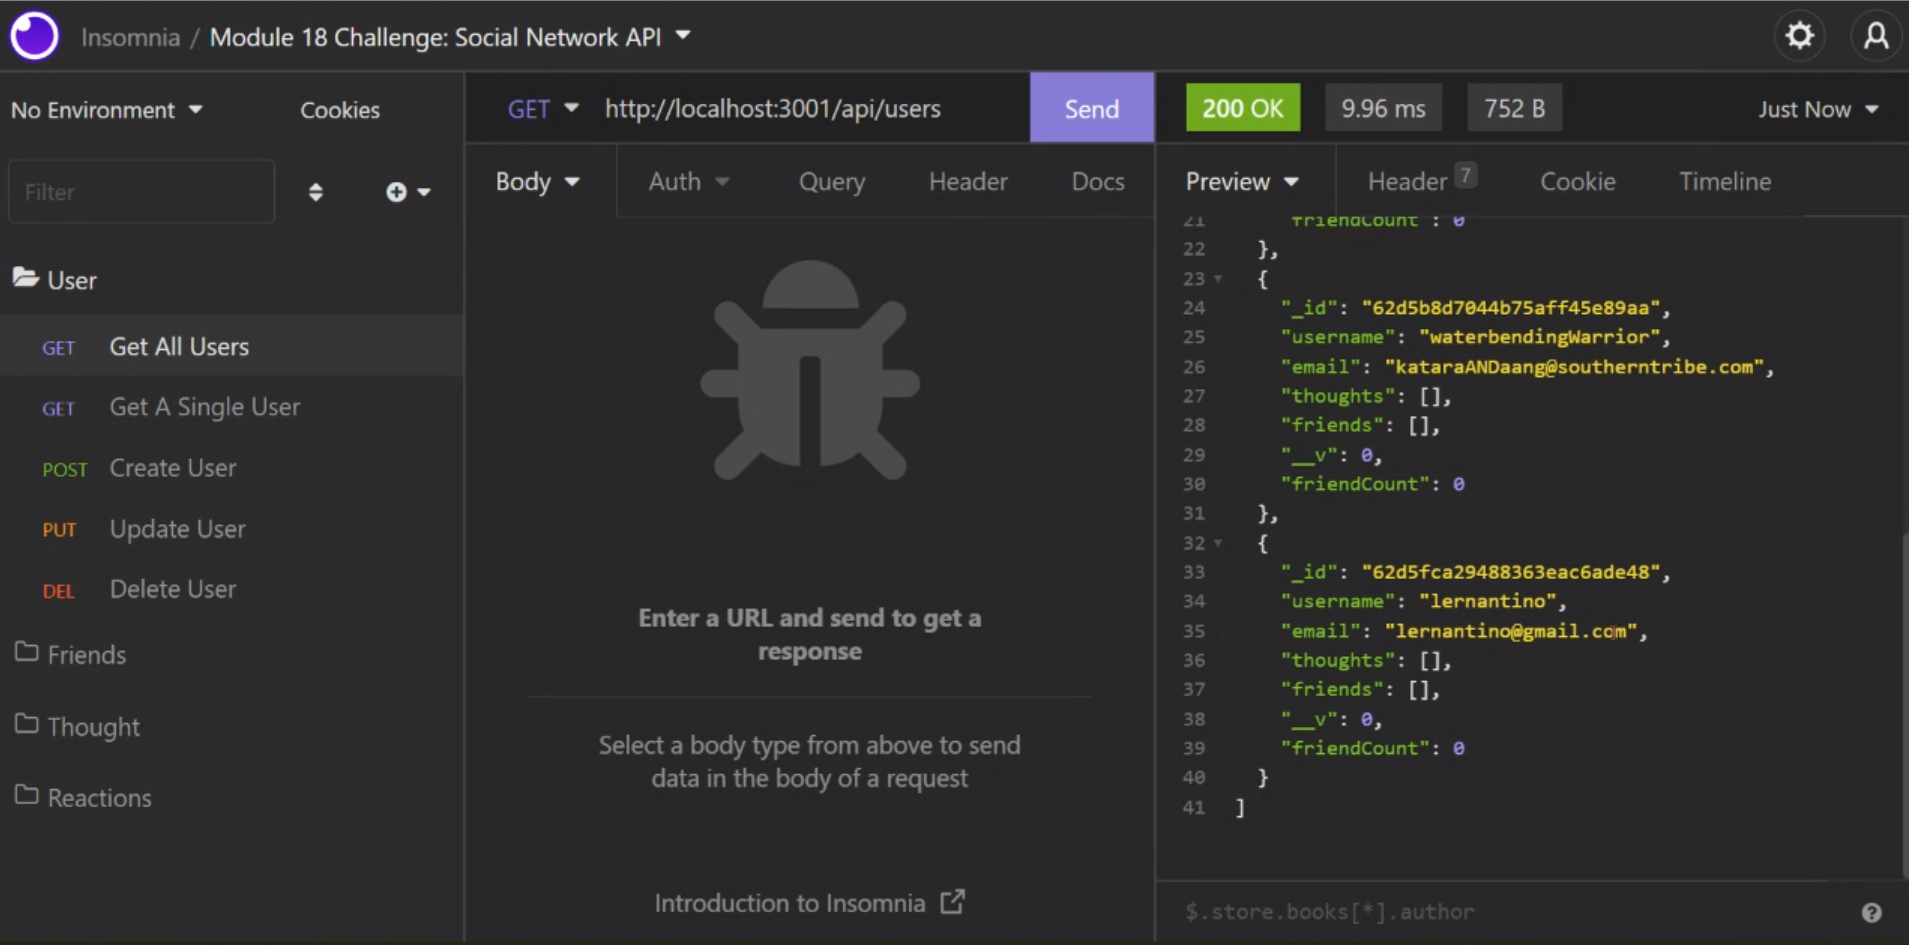 Insomnia / Module 18 Challenge: Social Network API
No Environment
Cookies
Filter
User
GET Get All Users
GET Get A Single User
POST Create User
PUT Update User
DEL Delete User
Friends
Thought
Reactions
GET http://localhost:3001/api/users Send
Body Auth Query Header Docs
Enter a URL and send to get a
response
Select a body type from above to send
data in the body of a request
Introduction to Insomnia
200 OK 9.96 ms 752 B Just Now
Preview Header 7 Cookie Timeline
21 "friendCount": 0
22 },
23 {
24 "_id": "62d5b8d7044b75aff45e89aa",
25 "username": "waterbendingWarrior",
26 "email": "kataraANDaang@southerntribe.com",
27 "thoughts": [],
28 "friends": [],
29 "__v": 0,
30 "friendCount": 0
31 },
32 {
33 "_id": "62d5fca29488363eac6ade48",
34 "username": "lernantino",
35 "email": "lernantino@gmail.com",
36 "thoughts": [],
37 "friends": [],
38 "__v": 0,
39 "friendCount": 0
40 }
41 ]
$.store.books[*].author